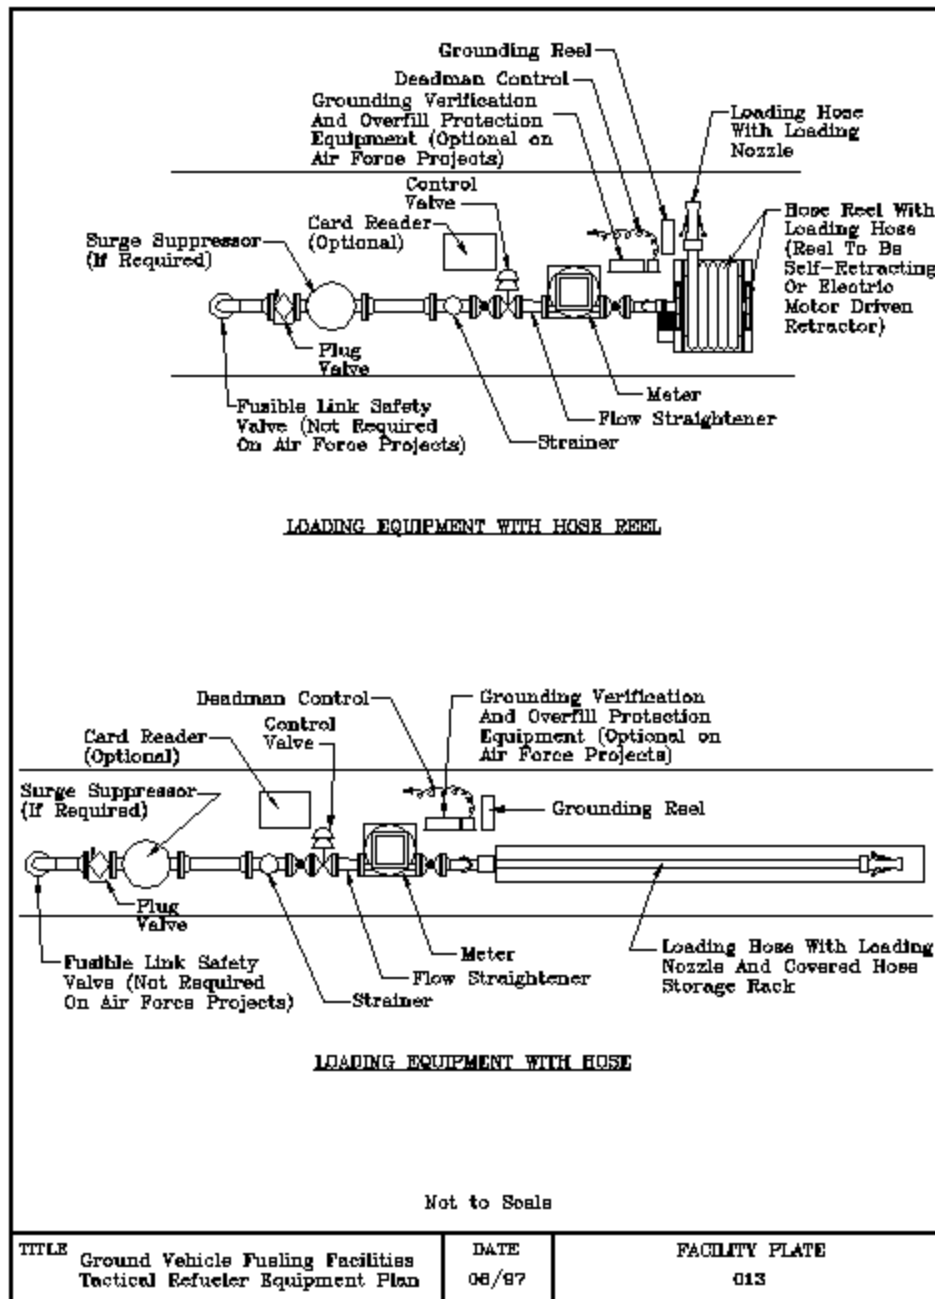 Grounding Reel
Deadman Control
Grounding Verification
And Overfill Protection
Equipment (Optional on
Air Force Projects)
Loading Hose
With Loading
Nozzle
Control
Valve
Card Reader
(Optional)
Surge Suppressor
(If Required)
Hose Reel With
Loading Hose
(Reel To Be
Self-Retracting
Or Electric
Motor Driven
Retractor)
Plug
Valve
Meter
Fusible Link Safety
Valve (Not Required
On Air Force Projects)
Flow Straightener
Strainer
LOADING EQUIPMENT WITH HOSE REEL
Deadman Control
Grounding Verification
And Overfill Protection
Equipment (Optional on
Air Force Projects)
Control
Valve
Card Reader
(Optional)
Surge Suppressor
(If Required)
Grounding Reel
Plug
Valve
Meter
Loading Hose With Loading
Nozzle And Covered Hose
Storage Rack
Fusible Link Safety
Valve (Not Required
On Air Force Projects)
Flow Straightener
Strainer
LOADING EQUIPMENT WITH HOSE
Not to Scale
TITLE
Ground Vehicle Fueling Facilities
Tactical Refueler Equipment Plan
DATE
06/97
FACILITY PLATE
013